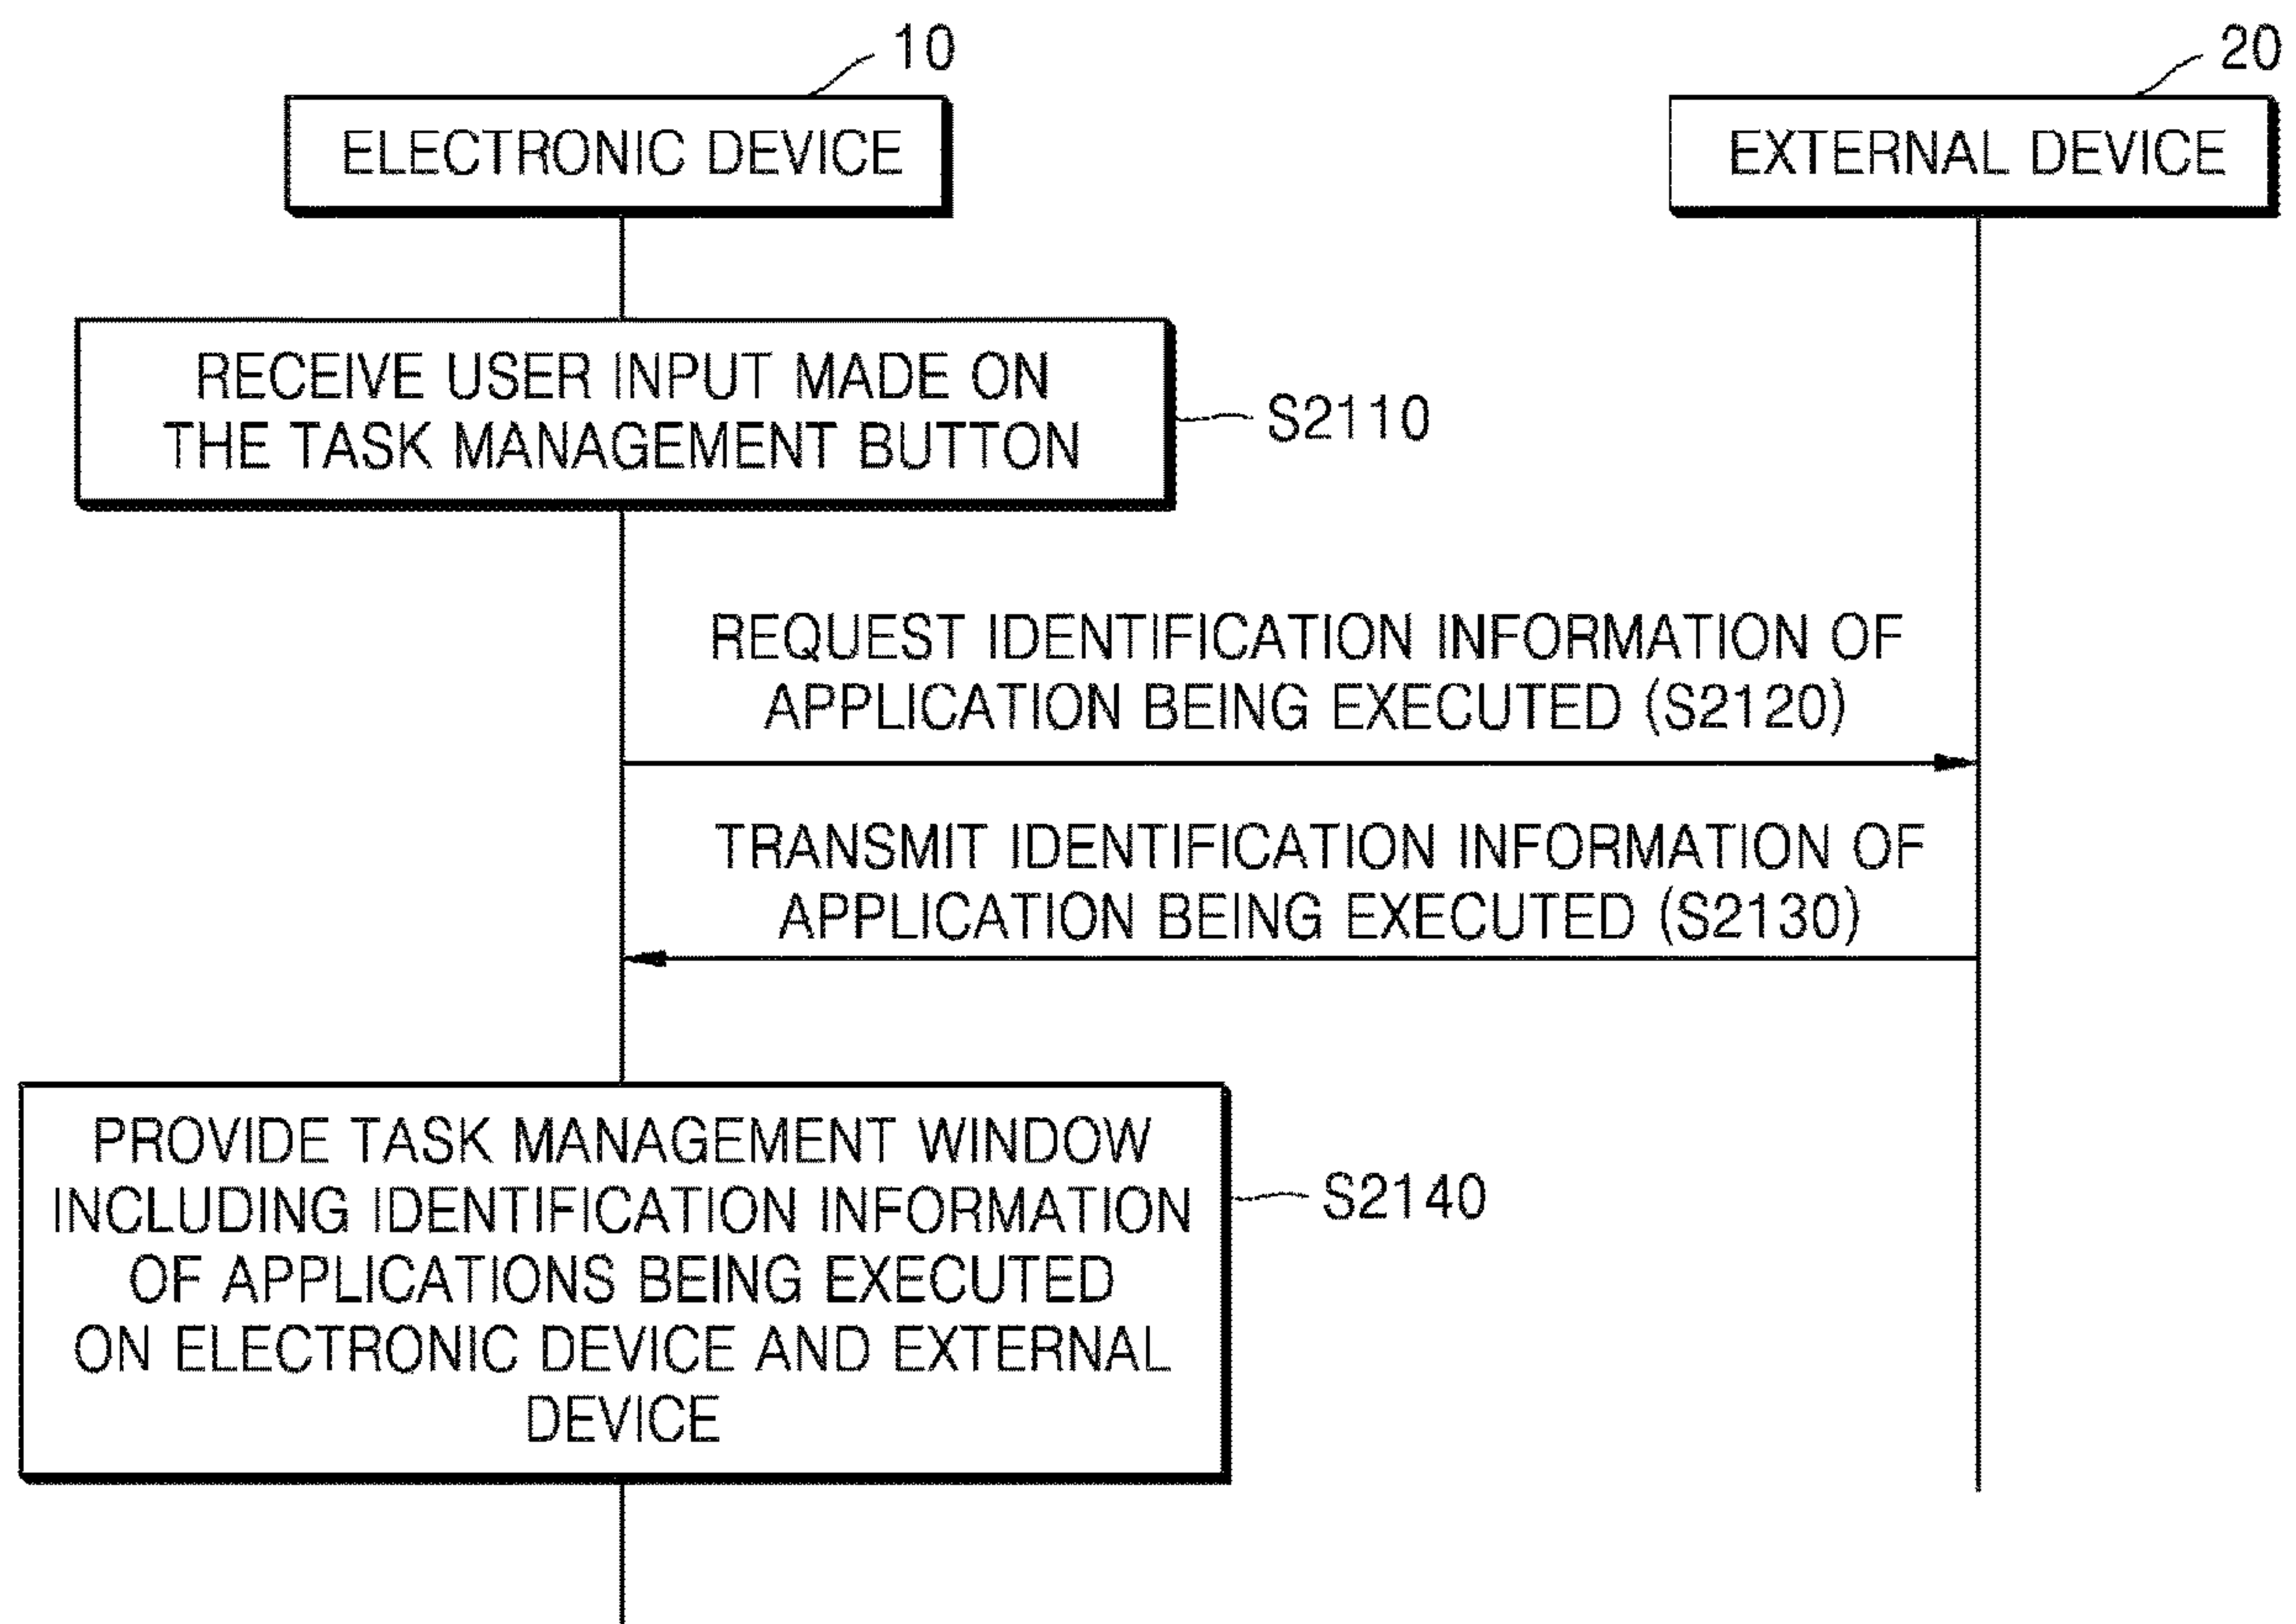 10
20
ELECTRONIC DEVICE
EXTERNAL DEVICE
RECEIVE USER INPUT MADE ON
THE TASK MANAGEMENT BUTTON
S2110
REQUEST IDENTIFICATION INFORMATION OF
APPLICATION BEING EXECUTED (S2120)
TRANSMIT IDENTIFICATION INFORMATION OF
APPLICATION BEING EXECUTED (S2130)
PROVIDE TASK MANAGEMENT WINDOW
INCLUDING IDENTIFICATION INFORMATION
OF APPLICATIONS BEING EXECUTED
ON ELECTRONIC DEVICE AND EXTERNAL
DEVICE
S2140